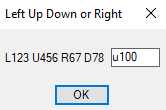 Left Up Down or Right
L123 U456 R67 D78 u100
OK